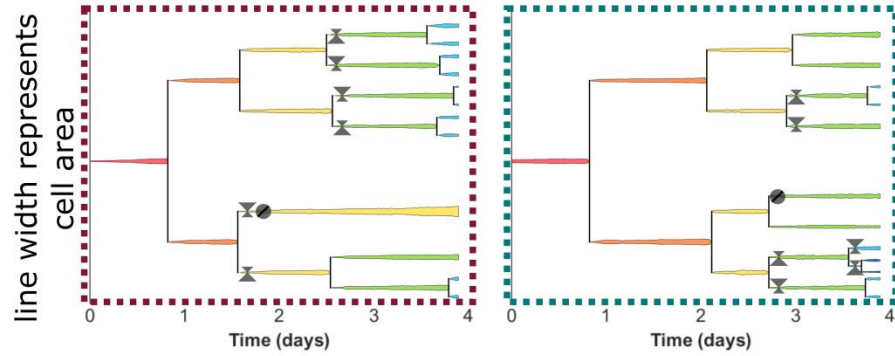 line width represents
cell area
0 1 2 3 4
Time (days)
0 1 2 3 4
Time (days)